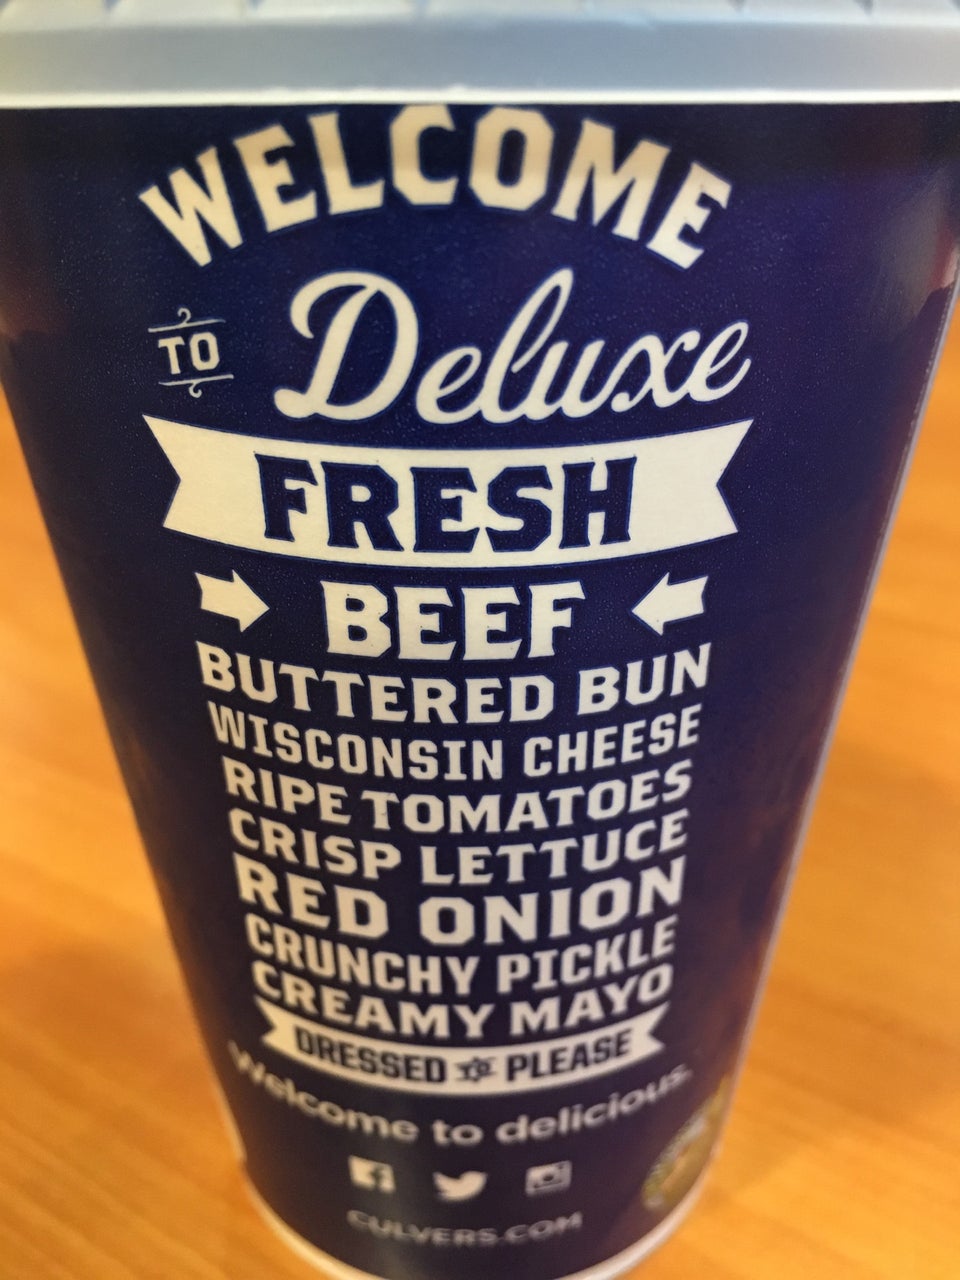 WELCOME
TO Deluxe
FRESH
BEEF
BUTTERED BUN
WISCONSIN CHEESE
RIPE TOMATOES
CRISP LETTUCE
RED ONION
CRUNCHY PICKLE
CREAMY MAYO
DRESSED TO PLEASE
Welcome to delicious.
CULVERS.COM